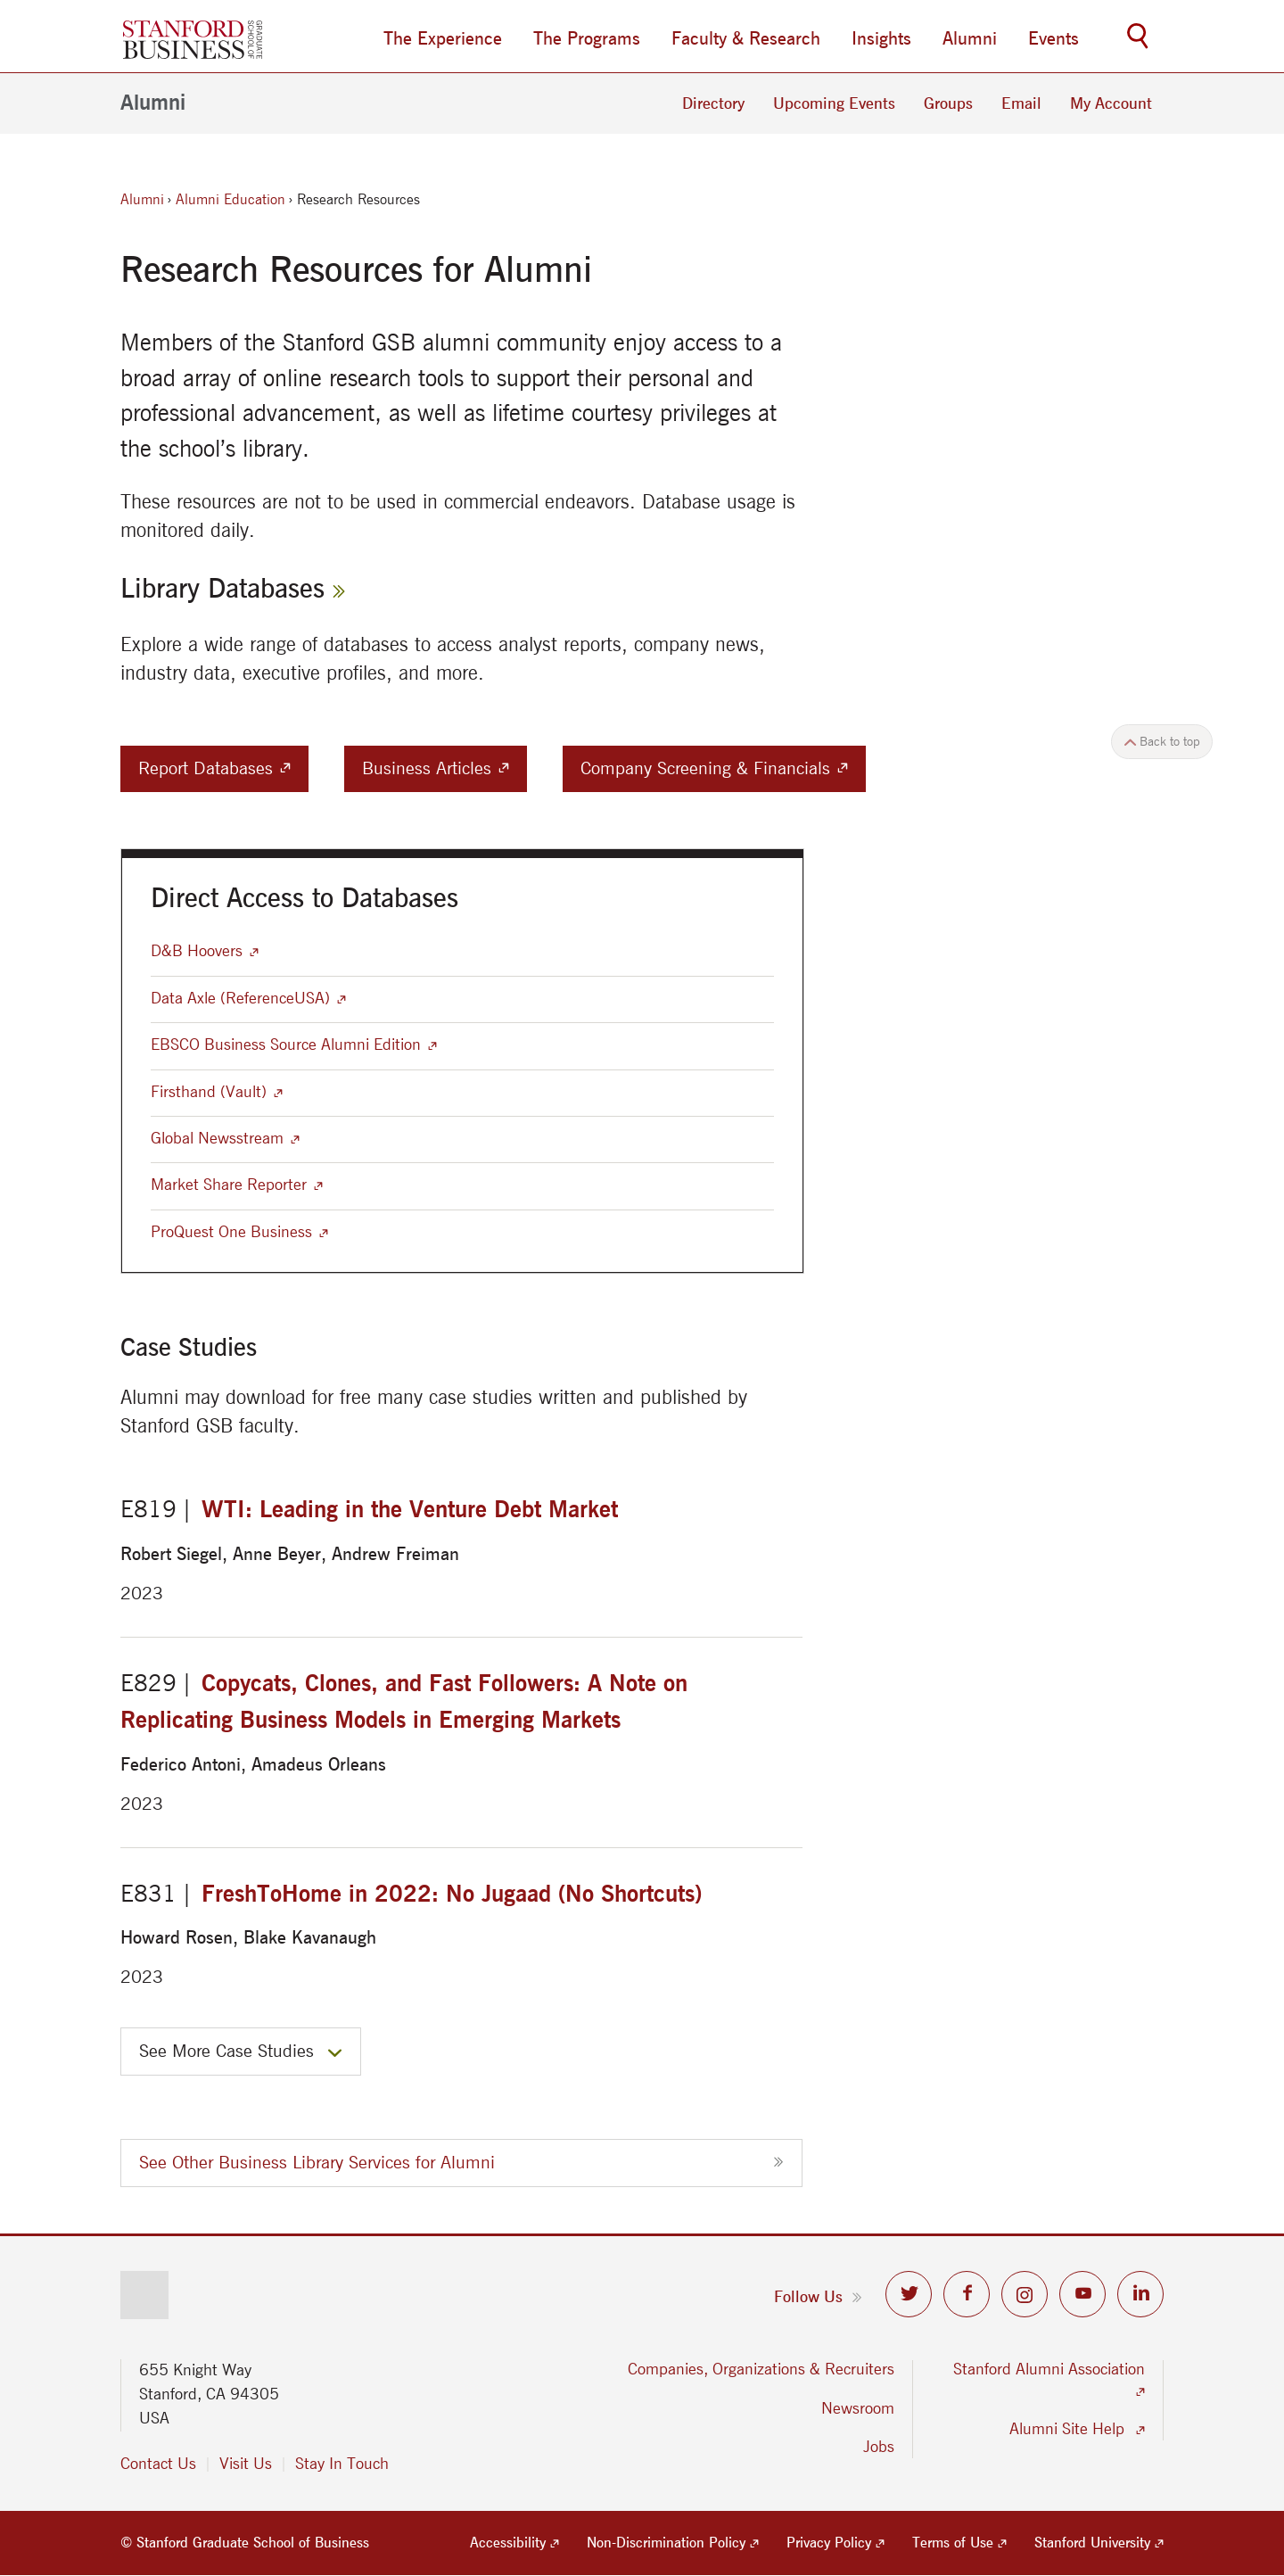 STANFORD
BUSINESS
GRADUATE
SCHOOL OF
The Experience
The Programs
Faculty & Research
Insights
Alumni
Events
Alumni
Directory
Upcoming Events
Groups
Email
My Account
Alumni › Alumni Education › Research Resources
Research Resources for Alumni
Members of the Stanford GSB alumni community enjoy access to a
broad array of online research tools to support their personal and
professional advancement, as well as lifetime courtesy privileges at
the school’s library.
These resources are not to be used in commercial endeavors. Database usage is
monitored daily.
Library Databases
Explore a wide range of databases to access analyst reports, company news,
industry data, executive profiles, and more.
Back to top
Report Databases
Business Articles
Company Screening & Financials
Direct Access to Databases
D&B Hoovers
Data Axle (ReferenceUSA)
EBSCO Business Source Alumni Edition
Firsthand (Vault)
Global Newsstream
Market Share Reporter
ProQuest One Business
Case Studies
Alumni may download for free many case studies written and published by
Stanford GSB faculty.
E819 | WTI: Leading in the Venture Debt Market
Robert Siegel, Anne Beyer, Andrew Freiman
2023
E829 | Copycats, Clones, and Fast Followers: A Note on
Replicating Business Models in Emerging Markets
Federico Antoni, Amadeus Orleans
2023
E831 | FreshToHome in 2022: No Jugaad (No Shortcuts)
Howard Rosen, Blake Kavanaugh
2023
See More Case Studies
See Other Business Library Services for Alumni
Follow Us
655 Knight Way
Stanford, CA 94305
USA
Contact Us | Visit Us | Stay In Touch
Companies, Organizations & Recruiters
Newsroom
Jobs
Stanford Alumni Association
Alumni Site Help
© Stanford Graduate School of Business
Accessibility
Non-Discrimination Policy
Privacy Policy
Terms of Use
Stanford University